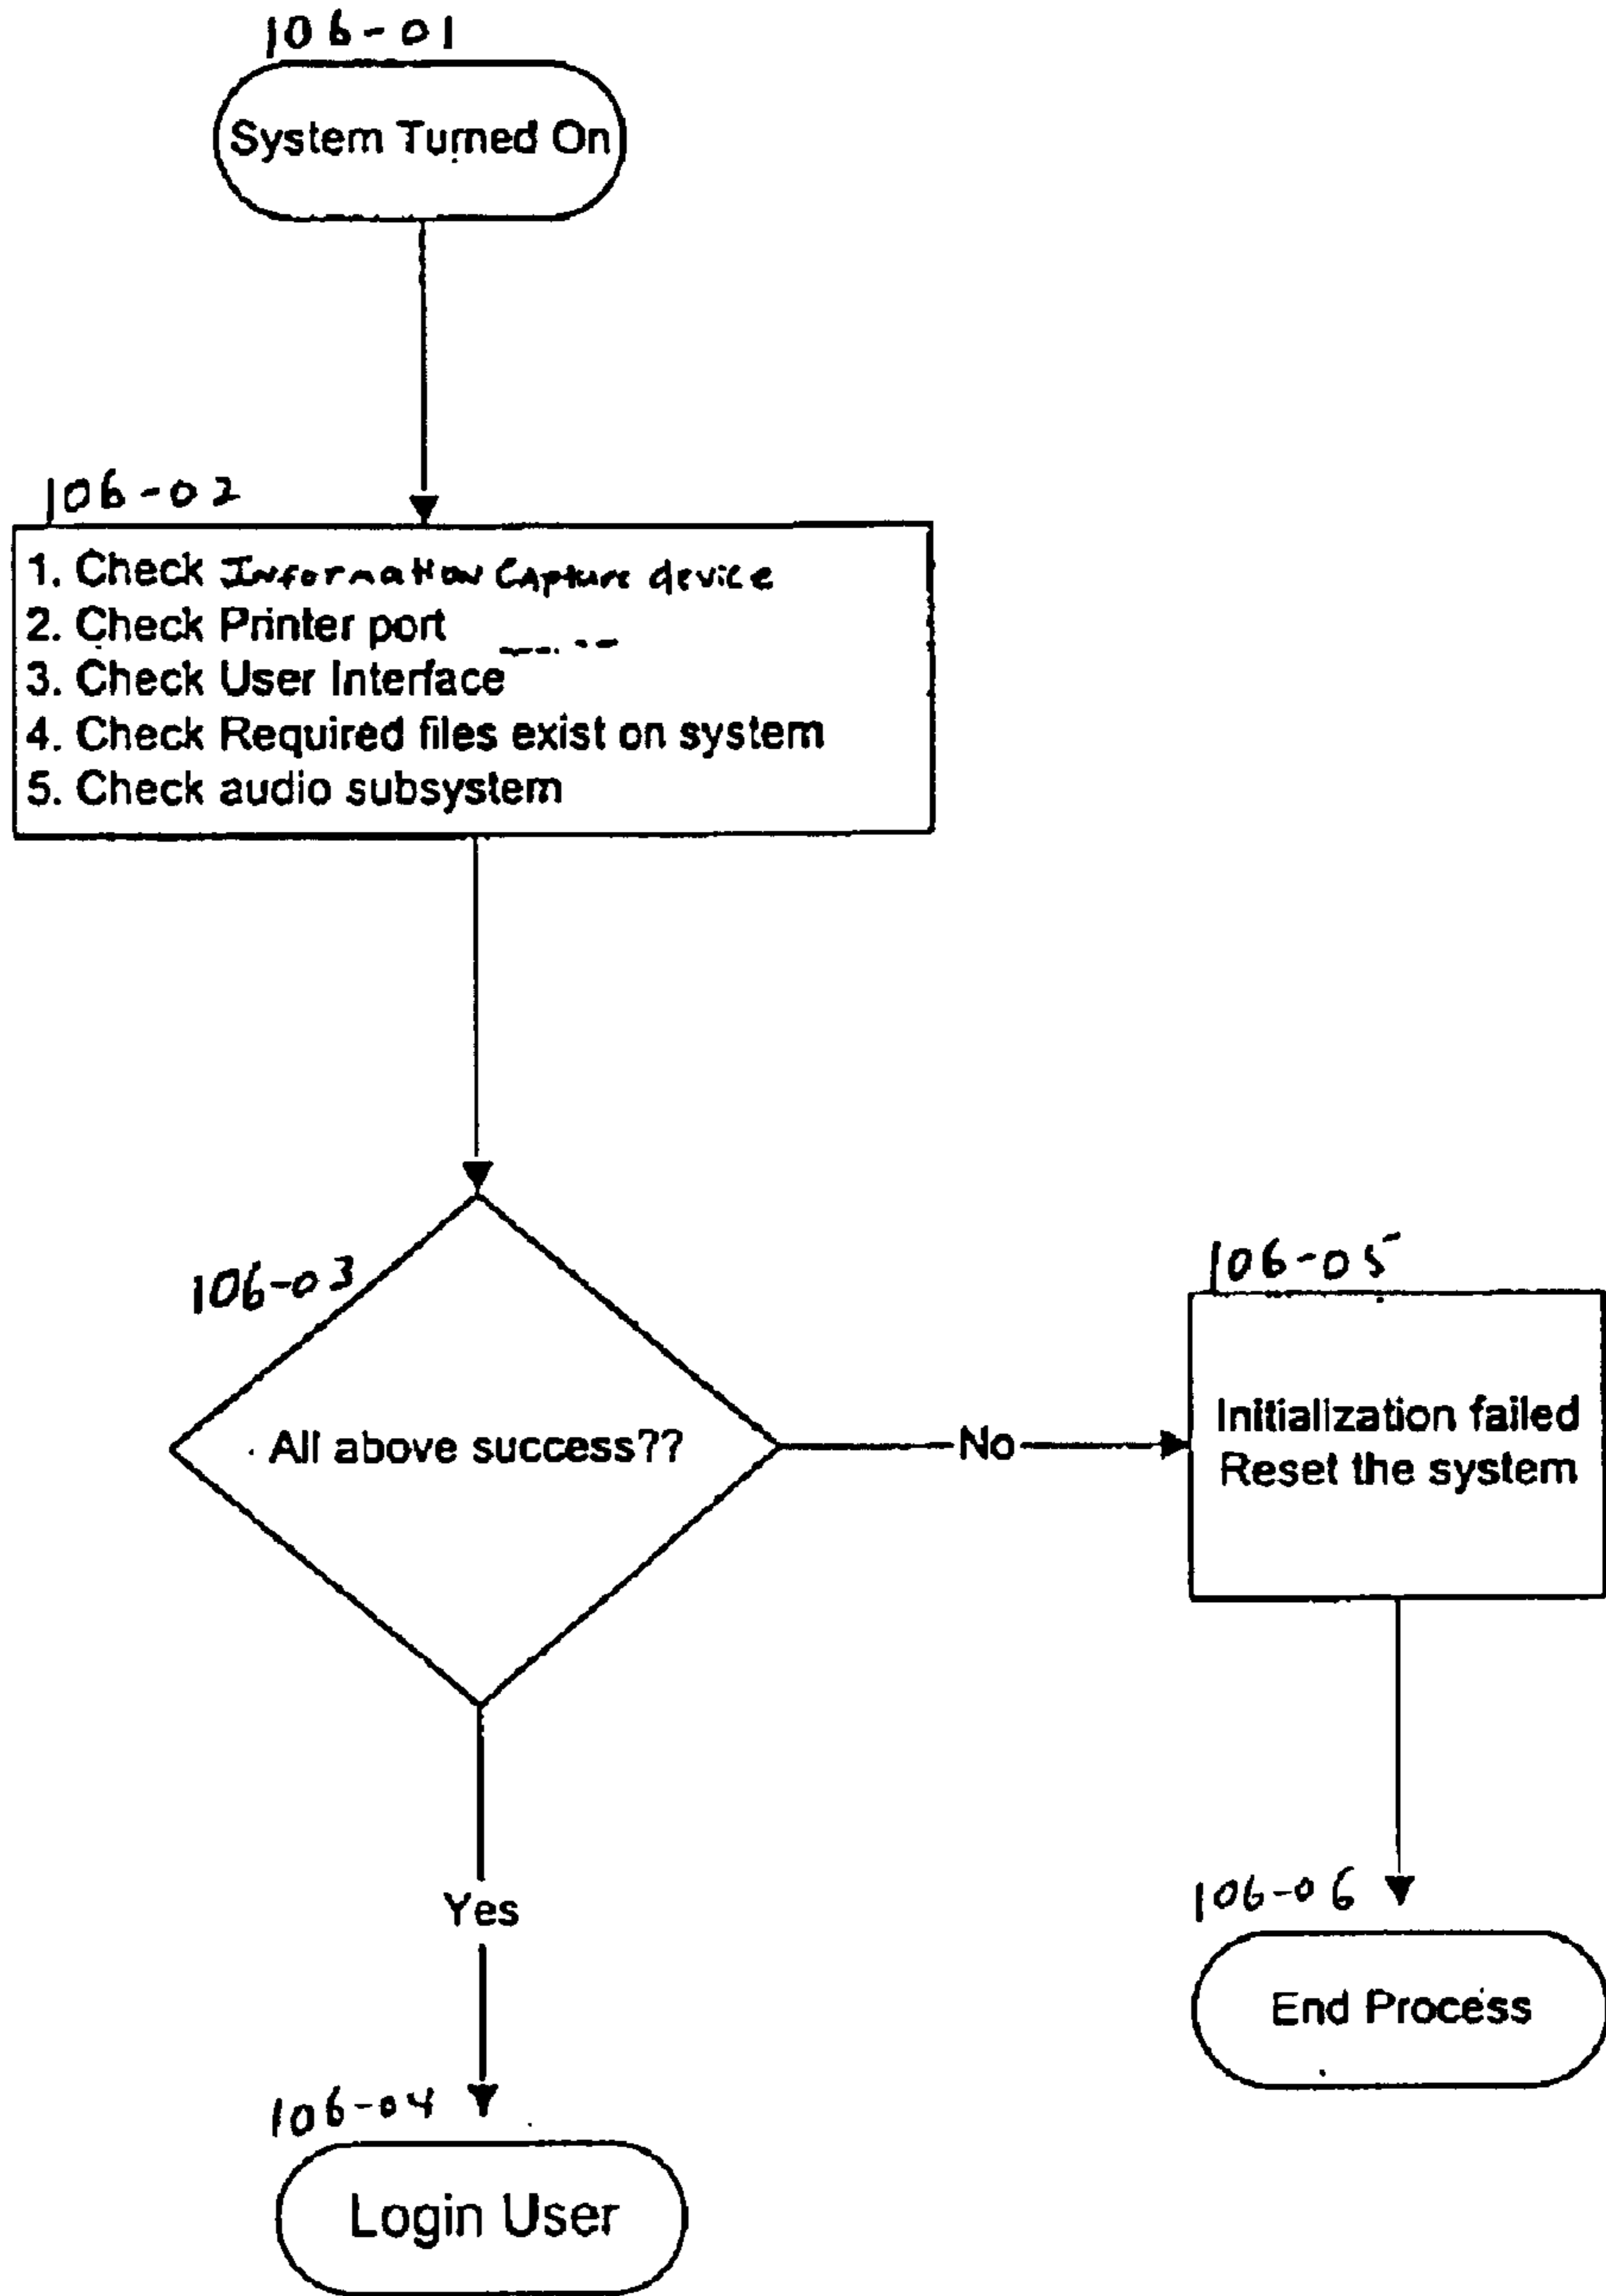 106-01
System Turned On
106-02
1. Check Information Capture device
2. Check Printer port
3. Check User Interface
4. Check Required files exist on system
5. Check audio subsystem
106-03
All above success??
No
106-05
Initialization failed
Reset the system
Yes
106-06
End Process
106-04
Login User